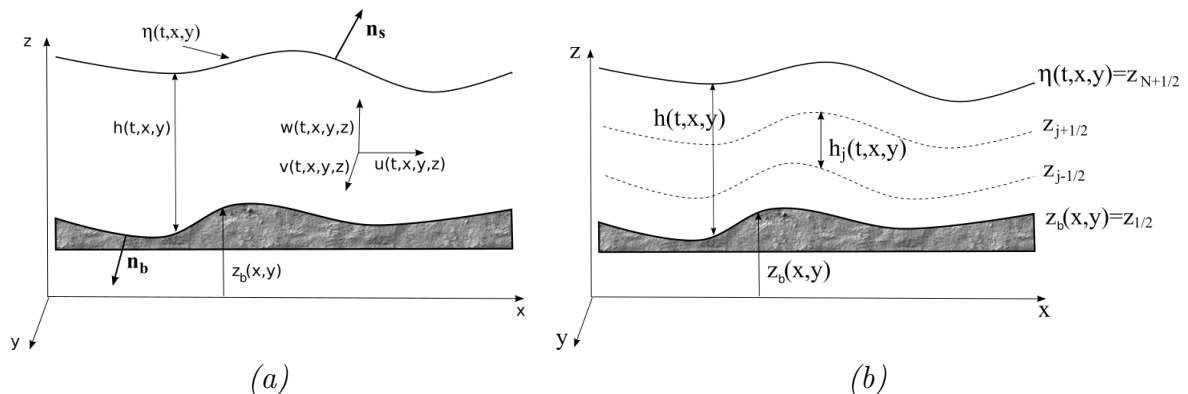 z
η(t,x,y)
n_s
h(t,x,y)
w(t,x,y,z)
v(t,x,y,z)
u(t,x,y,z)
n_b
z_b(x,y)
x
y
(a)
z
η(t,x,y)=z_{N+1/2}
h(t,x,y)
z_{j+1/2}
h_j(t,x,y)
z_{j-1/2}
z_b(x,y)=z_{1/2}
z_b(x,y)
x
y
(b)